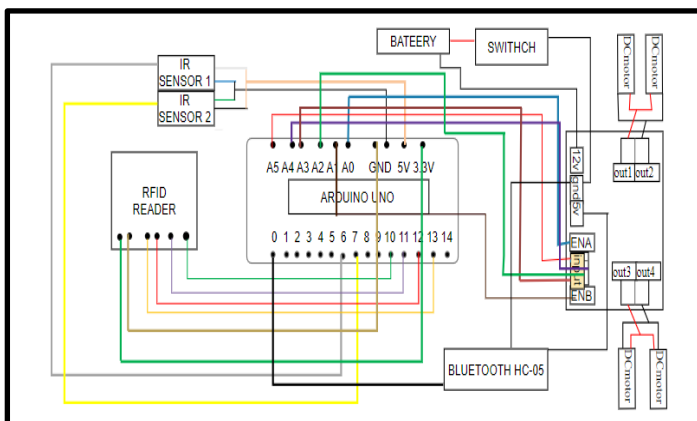 BATEERY
SWITHCH
DCmotor
DCmotor
IR
SENSOR 1
IR
SENSOR 2
A5 A4 A3 A2 A1 A0 GND 5V 3.3V
ARDUINO UNO
0 1 2 3 4 5 6 7 8 9 10 11 12 13 14
RFID
READER
12v
gnd
5v
out1 out2
ENA
input
ENB
out3 out4
BLUETOOTH HC-05
DCmotor
DCmotor